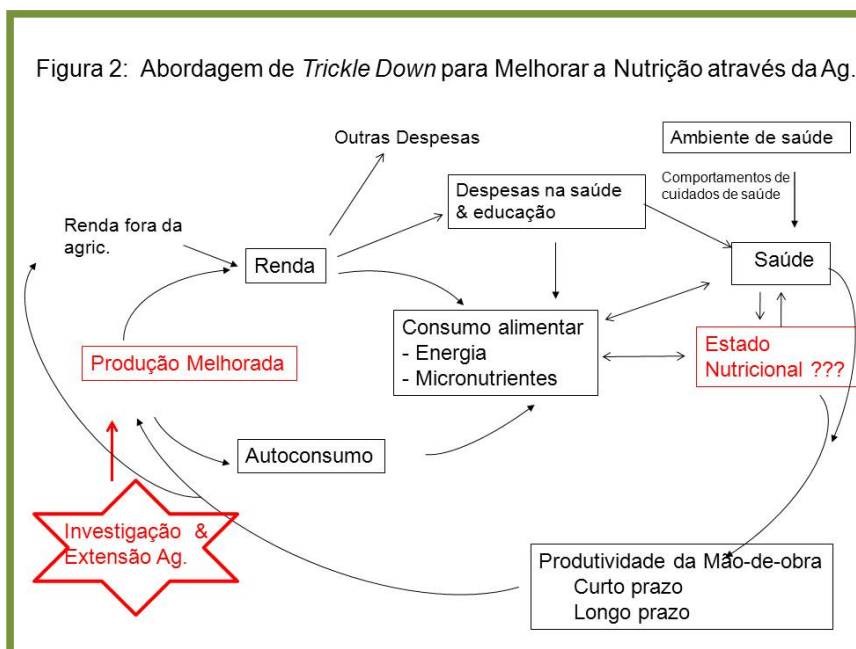 Figura 2: Abordagem de Trickle Down para Melhorar a Nutrição através da Ag.
Outras Despesas
Ambiente de saúde
Comportamentos de
cuidados de saúde
Despesas na saúde
& educação
Renda fora da
agric.
Renda
Saúde
Consumo alimentar
- Energia
- Micronutrientes
Produção Melhorada
Estado
Nutricional ???
Autoconsumo
Investigação &
Extensão Ag.
Produtividade da Mão-de-obra
Curto prazo
Longo prazo